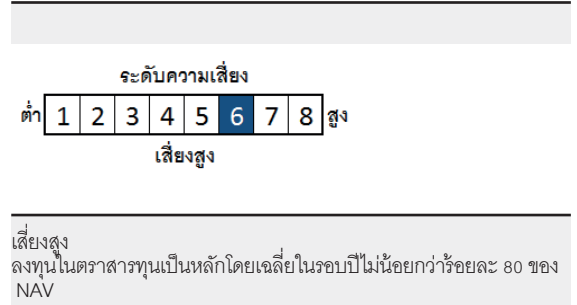 ระดับความเสี่ยง
ต่ำ 1 2 3 4 5 6 7 8 สูง
เสี่ยงสูง
เสี่ยงสูง
ลงทุนในตราสารทุนเป็นหลักโดยเฉลี่ยในรอบปีไม่น้อยกว่าร้อยละ 80 ของ
NAV